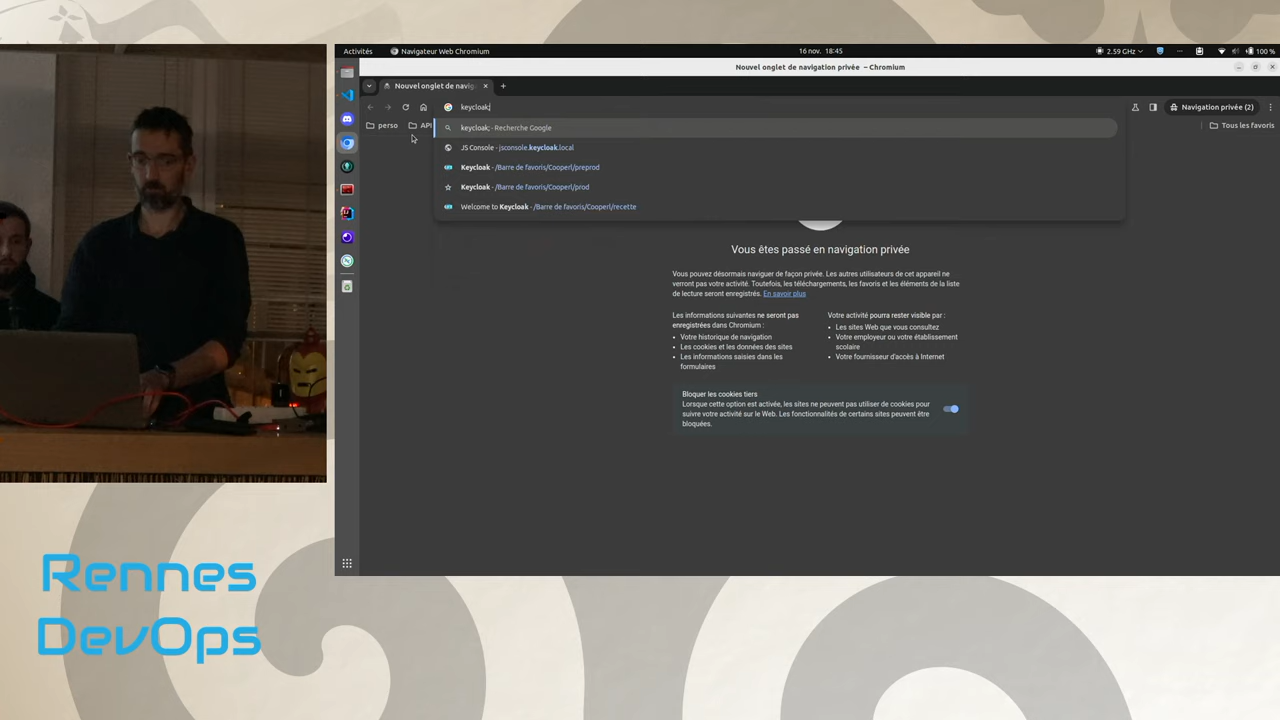 Activités
Navigateur Web Chromium
16 nov. 18:45
2.59 GHz
100 %
Nouvel onglet de navigation privée – Chromium
Nouvel onglet de navig
keycloak;
Navigation privée (2)
perso
API
Tous les favoris
keycloak; - Recherche Google
JS Console - jsconsole.keycloak.local
Keycloak - /Barre de favoris/Cooperl/preprod
Keycloak - /Barre de favoris/Cooperl/prod
Welcome to Keycloak - /Barre de favoris/Cooperl/recette
Vous êtes passé en navigation privée
Vous pouvez désormais naviguer de façon privée. Les autres utilisateurs de cet appareil ne
verront pas votre activité. Toutefois, les téléchargements, les favoris et les éléments de la liste
de lecture seront enregistrés. En savoir plus
Les informations suivantes ne seront pas
enregistrées dans Chromium :
• Votre historique de navigation
• Les cookies et les données des sites
• Les informations saisies dans les
formulaires
Votre activité pourra rester visible par :
• Les sites Web que vous consultez
• Votre employeur ou votre établissement
scolaire
• Votre fournisseur d'accès à Internet
Bloquer les cookies tiers
Lorsque cette option est activée, les sites ne peuvent pas utiliser de cookies pour
suivre votre activité sur le Web. Les fonctionnalités de certains sites peuvent être
bloquées.
Rennes
DevOps